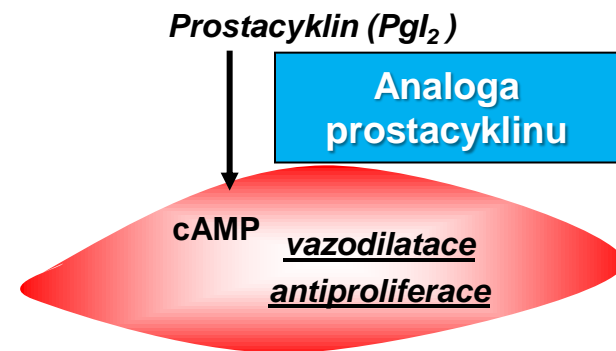 Prostacyklin (PgI₂ )
Analoga
prostacyklinu
cAMP
vazodilatace
antiproliferace